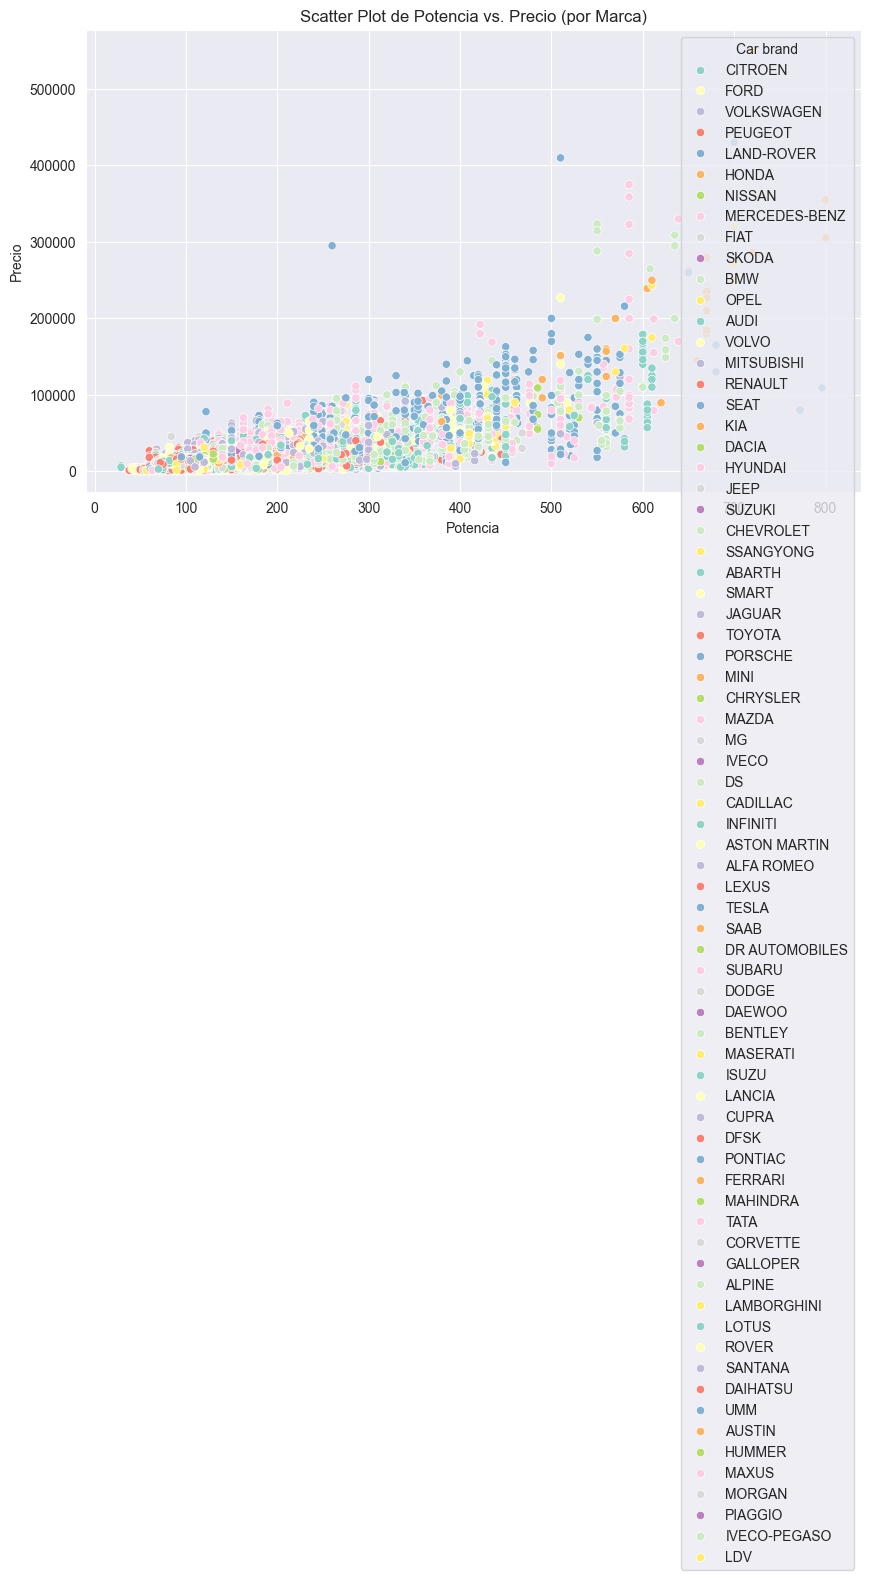 Scatter Plot de Potencia vs. Precio (por Marca)
Precio
500000
400000
300000
200000
100000
0
0 100 200 300 400 500 600 700 800
Potencia
Car brand
CITROEN
FORD
VOLKSWAGEN
PEUGEOT
LAND-ROVER
HONDA
NISSAN
MERCEDES-BENZ
FIAT
SKODA
BMW
OPEL
AUDI
VOLVO
MITSUBISHI
RENAULT
SEAT
KIA
DACIA
HYUNDAI
JEEP
SUZUKI
CHEVROLET
SSANGYONG
ABARTH
SMART
JAGUAR
TOYOTA
PORSCHE
MINI
CHRYSLER
MAZDA
MG
IVECO
DS
CADILLAC
INFINITI
ASTON MARTIN
ALFA ROMEO
LEXUS
TESLA
SAAB
DR AUTOMOBILES
SUBARU
DODGE
DAEWOO
BENTLEY
MASERATI
ISUZU
LANCIA
CUPRA
DFSK
PONTIAC
FERRARI
MAHINDRA
TATA
CORVETTE
GALLOPER
ALPINE
LAMBORGHINI
LOTUS
ROVER
SANTANA
DAIHATSU
UMM
AUSTIN
HUMMER
MAXUS
MORGAN
PIAGGIO
IVECO-PEGASO
LDV